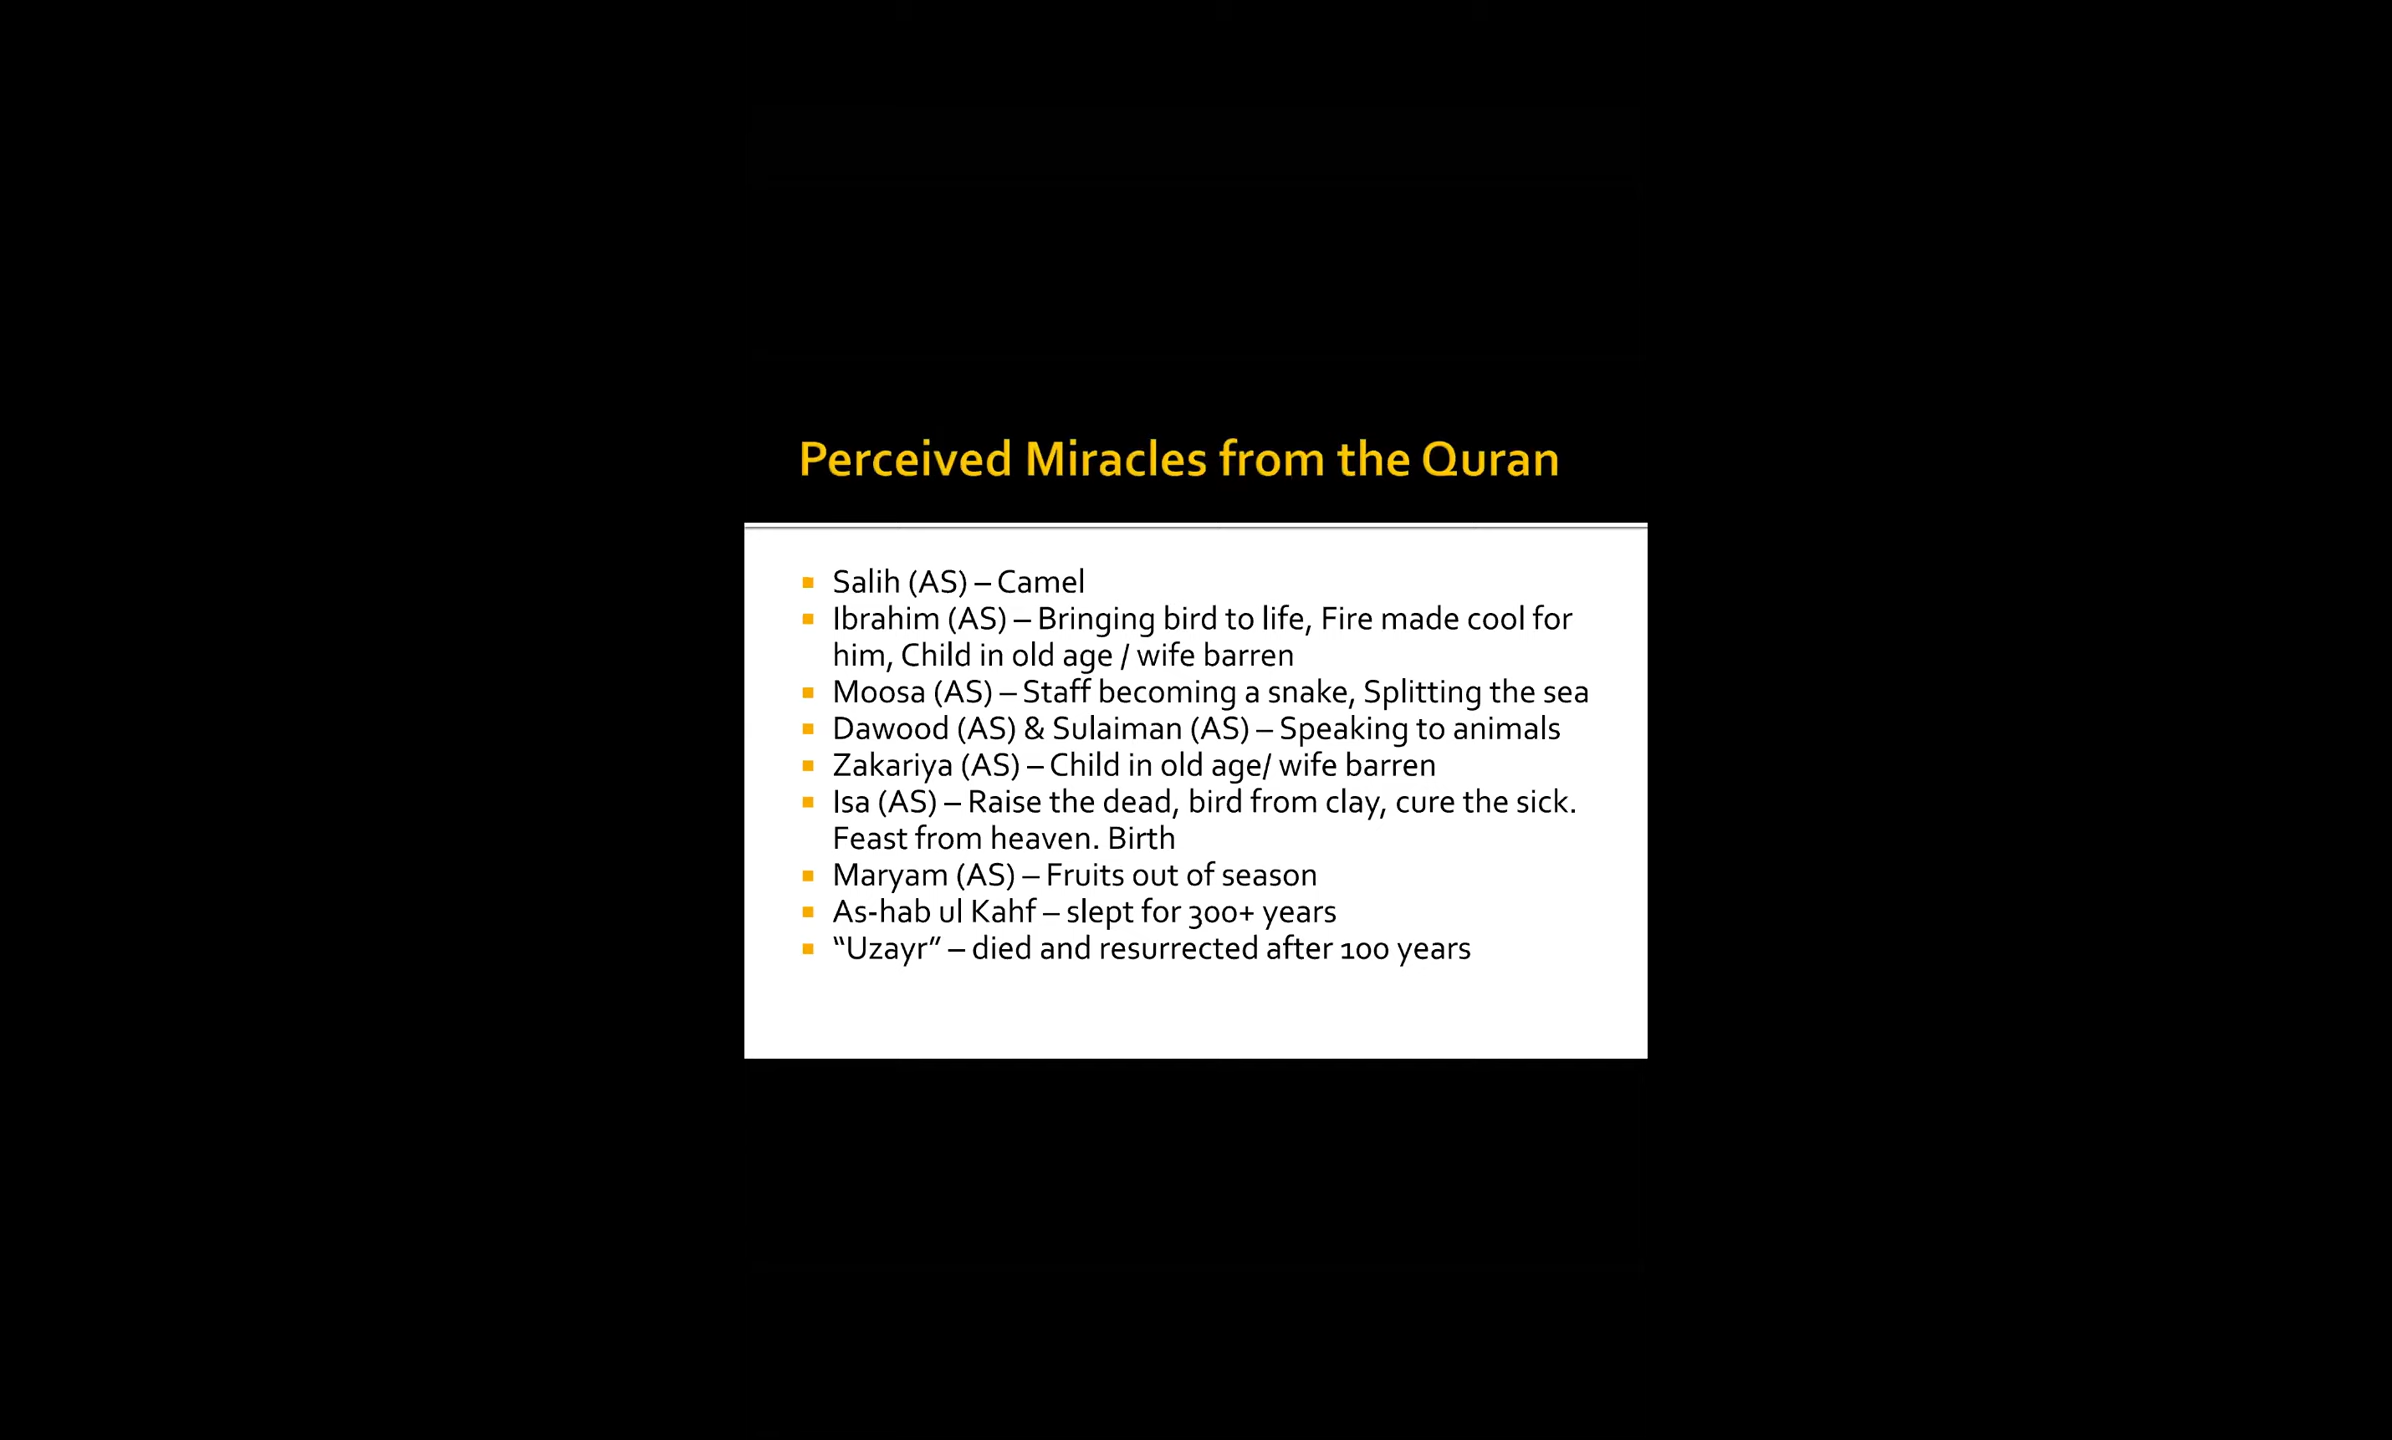 Perceived Miracles from the Quran
▪ Salih (AS) – Camel
▪ Ibrahim (AS) – Bringing bird to life, Fire made cool for
him, Child in old age / wife barren
▪ Moosa (AS) – Staff becoming a snake, Splitting the sea
▪ Dawood (AS) & Sulaiman (AS) – Speaking to animals
▪ Zakariya (AS) – Child in old age/ wife barren
▪ Isa (AS) – Raise the dead, bird from clay, cure the sick.
Feast from heaven. Birth
▪ Maryam (AS) – Fruits out of season
▪ As-hab ul Kahf – slept for 300+ years
▪ “Uzayr” – died and resurrected after 100 years